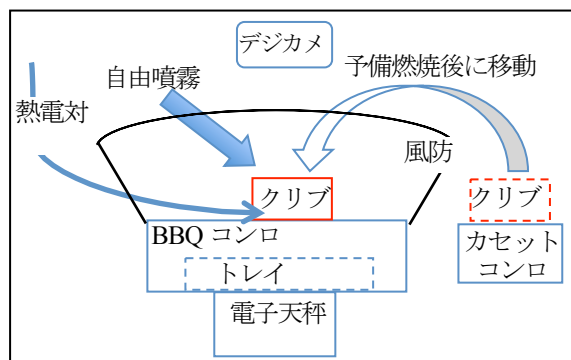 デジカメ
自由噴霧
予備燃焼後に移動
熱電対
風防
クリブ
クリブ
BBQ コンロ
カセット
コンロ
トレイ
電子天秤